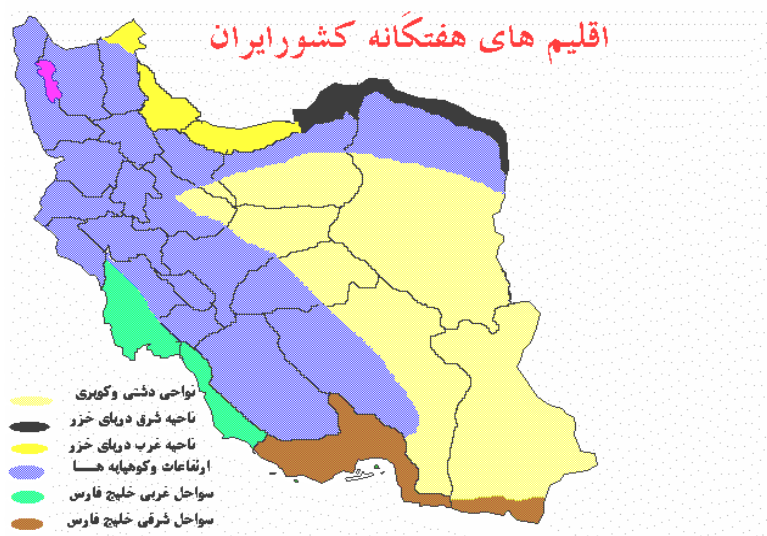 اقلیم های هفتگانه کشورایران
نواحی دشتی وکویری
ناحیه شرق دریای خزر
ناحیه غرب دریای خزر
ارتفاعات وکوهپایه هـــا
سواحل غربی خلیج فارس
سواحل شرقی خلیج فارس